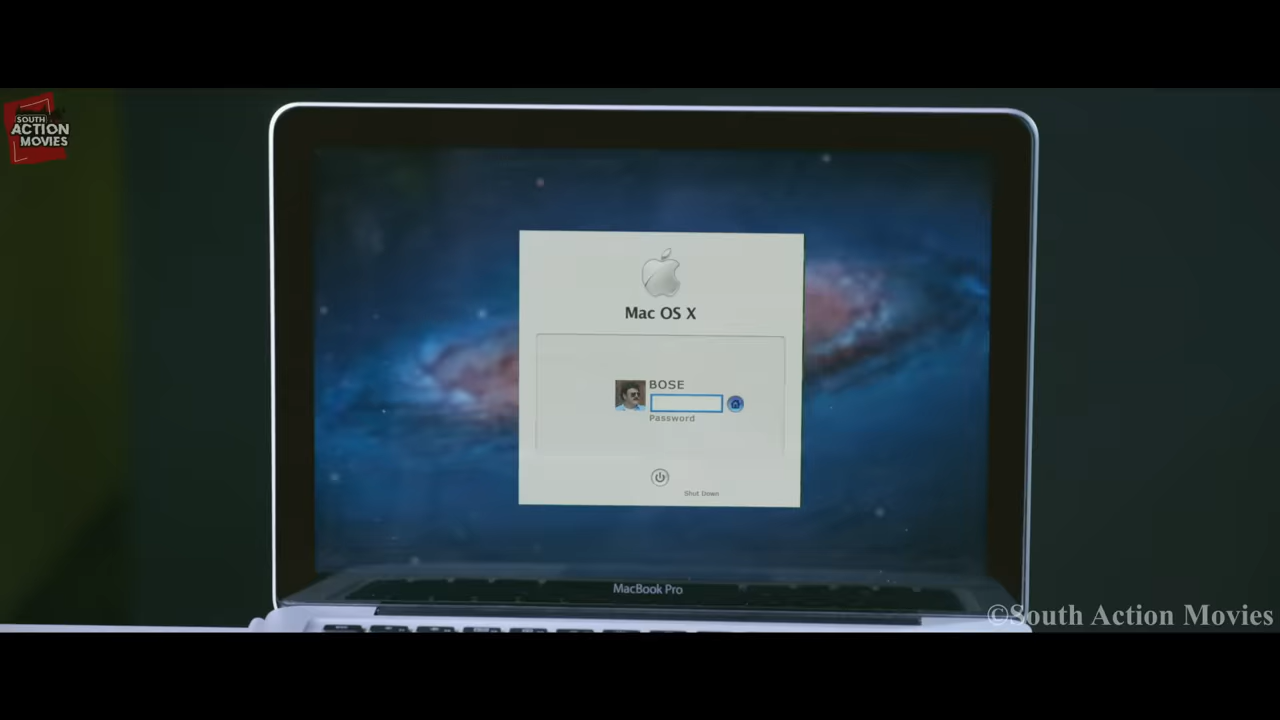 SOUTH
ACTION
MOVIES
Mac OS X
BOSE
Password
Shut Down
MacBook Pro
©South Action Movies